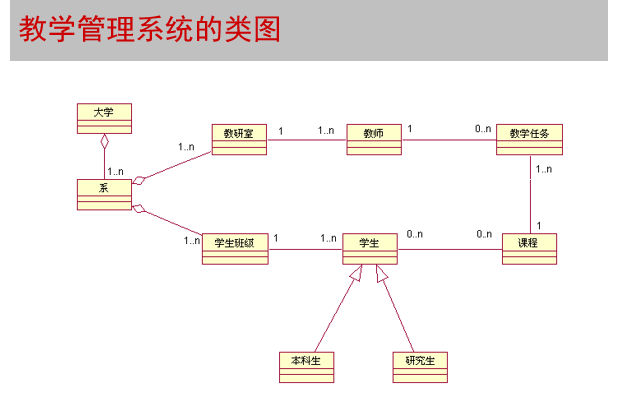 教学管理系统的类图
大学
教研室
1
1..n
教师
1
0..n
教学任务
1..n
1..n
1..n
系
1
1..n
学生班级
1
1..n
学生
0..n
0..n
课程
本科生
研究生